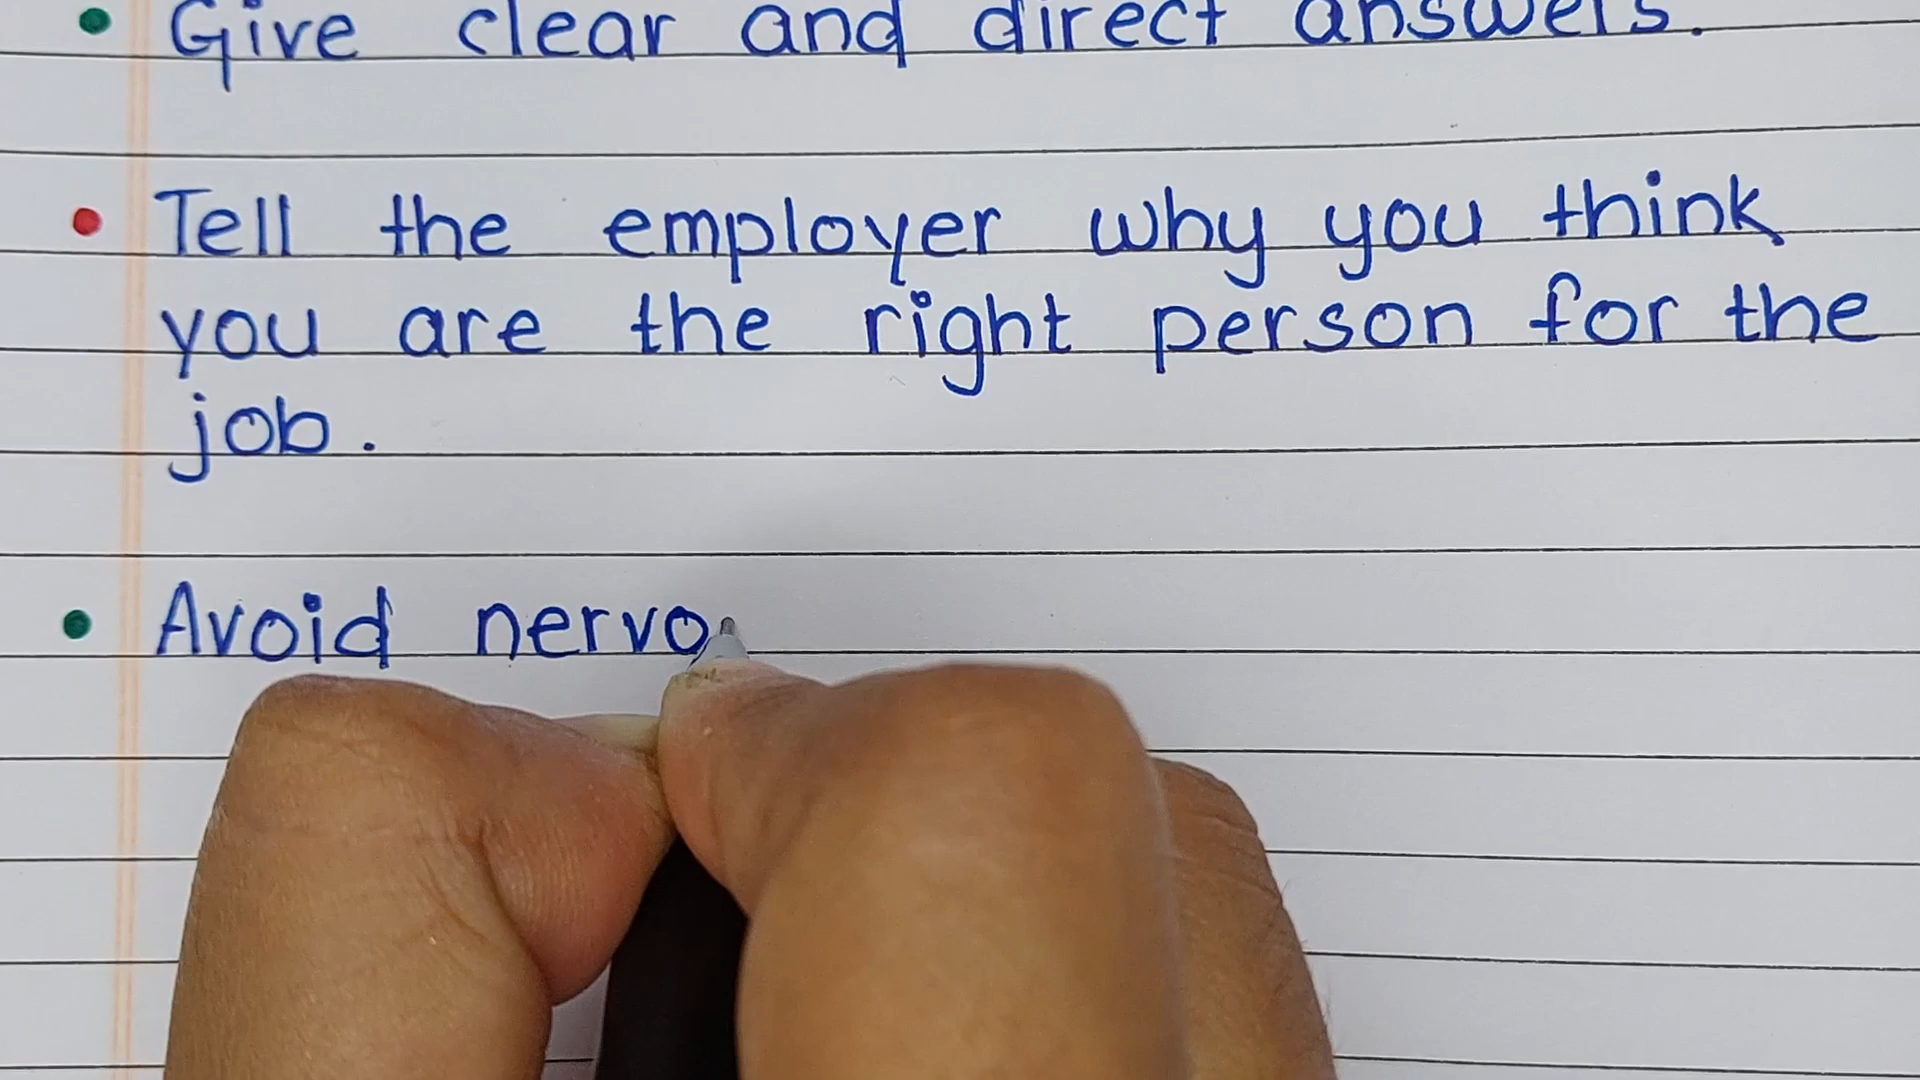 • Give clear and direct answers.
• Tell the employer why you think
you are the right person for the
job.
• Avoid nervo